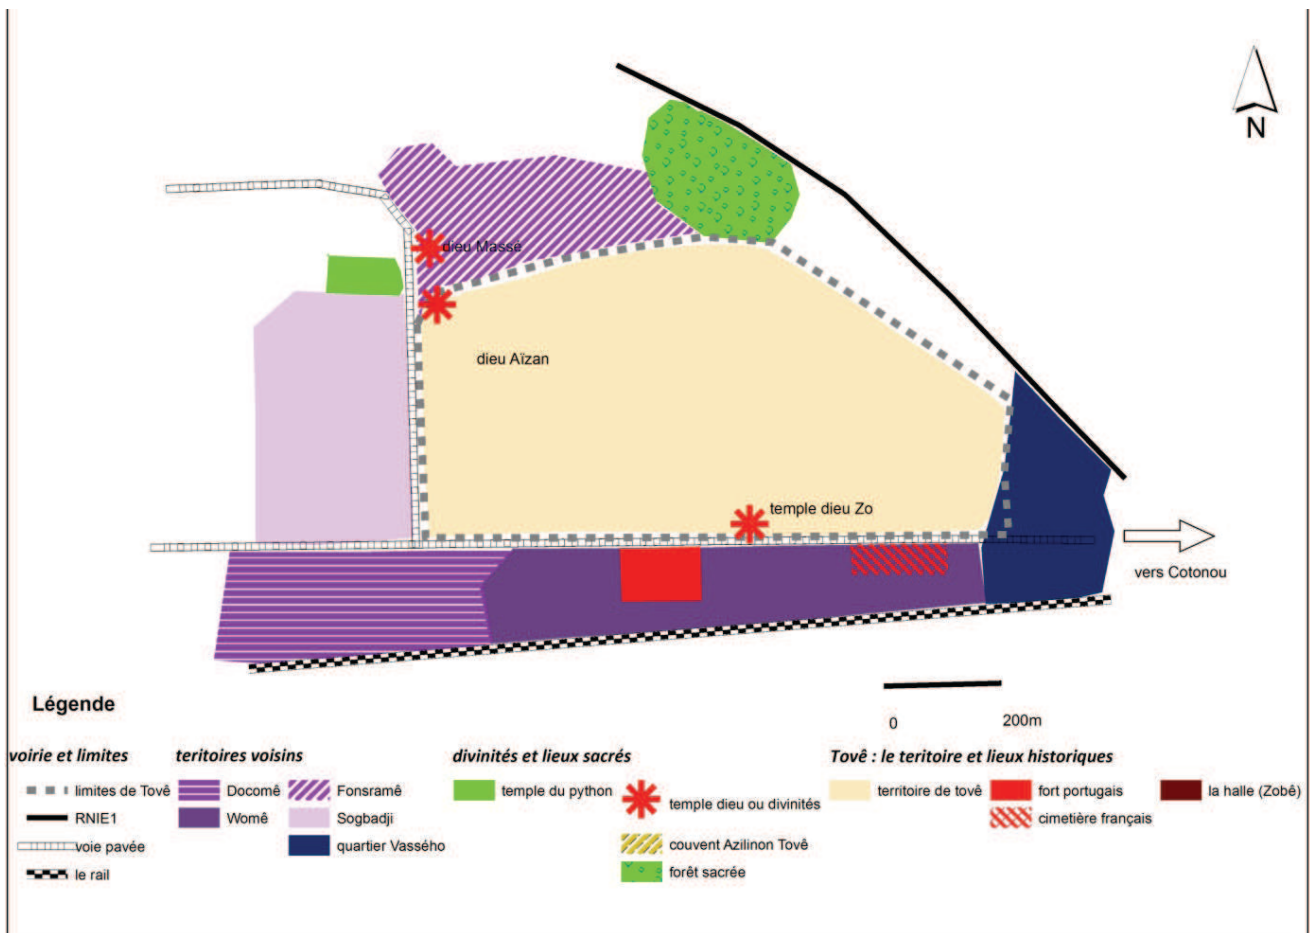 N
dieu Massé
dieu Aïzan
temple dieu Zo
vers Cotonou
0
200m
Légende
voirie et limites
limites de Tovê
RNIE1
voie pavée
le rail
teritoires voisins
Docomê
Womê
Fonsramê
Sogbadji
quartier Vassého
divinités et lieux sacrés
temple du python
temple dieu ou divinités
couvent Azilinon Tovê
forêt sacrée
Tovê : le teritoire et lieux historiques
territoire de tovê
fort portugais
cimetière français
la halle (Zobê)